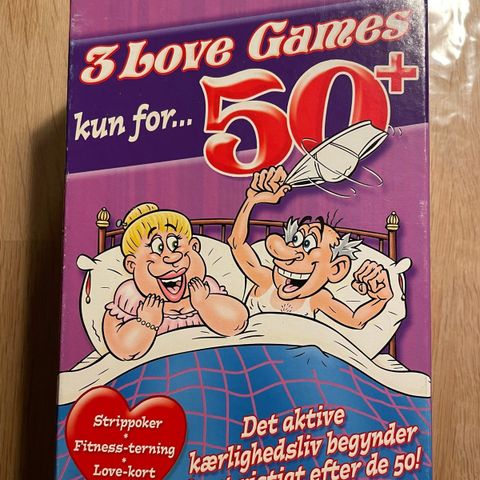 3 Love Games
kun for... 50+
Strippoker
*
Fitness-terning
*
Love-kort
Det aktive
kærlighedsliv begynder
efter de 50!